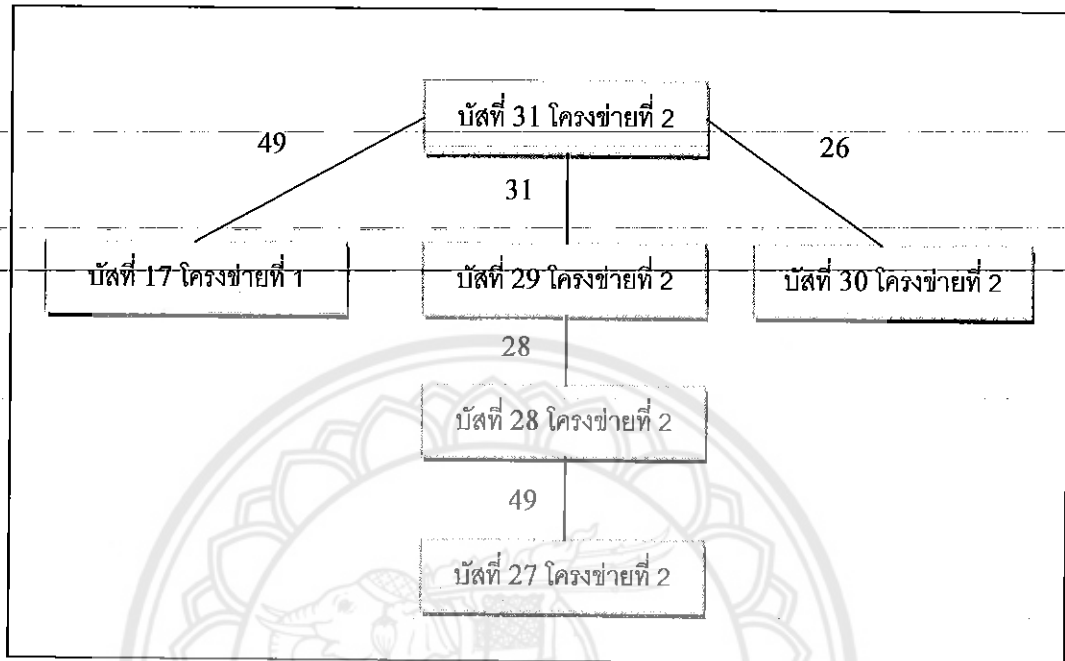 บัสที่ 31 โครงข่ายที่ 2
49
26
31
บัสที่ 17 โครงข่ายที่ 1
บัสที่ 29 โครงข่ายที่ 2
บัสที่ 30 โครงข่ายที่ 2
28
บัสที่ 28 โครงข่ายที่ 2
49
บัสที่ 27 โครงข่ายที่ 2